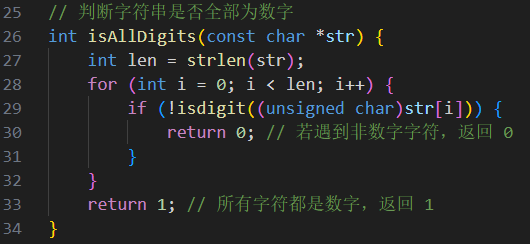 25 // 判断字符串是否全部为数字
26 int isAllDigits(const char *str) {
27     int len = strlen(str);
28     for (int i = 0; i < len; i++) {
29         if (!isdigit((unsigned char)str[i])) {
30             return 0; // 若遇到非数字字符，返回 0
31         }
32     }
33     return 1; // 所有字符都是数字，返回 1
34 }